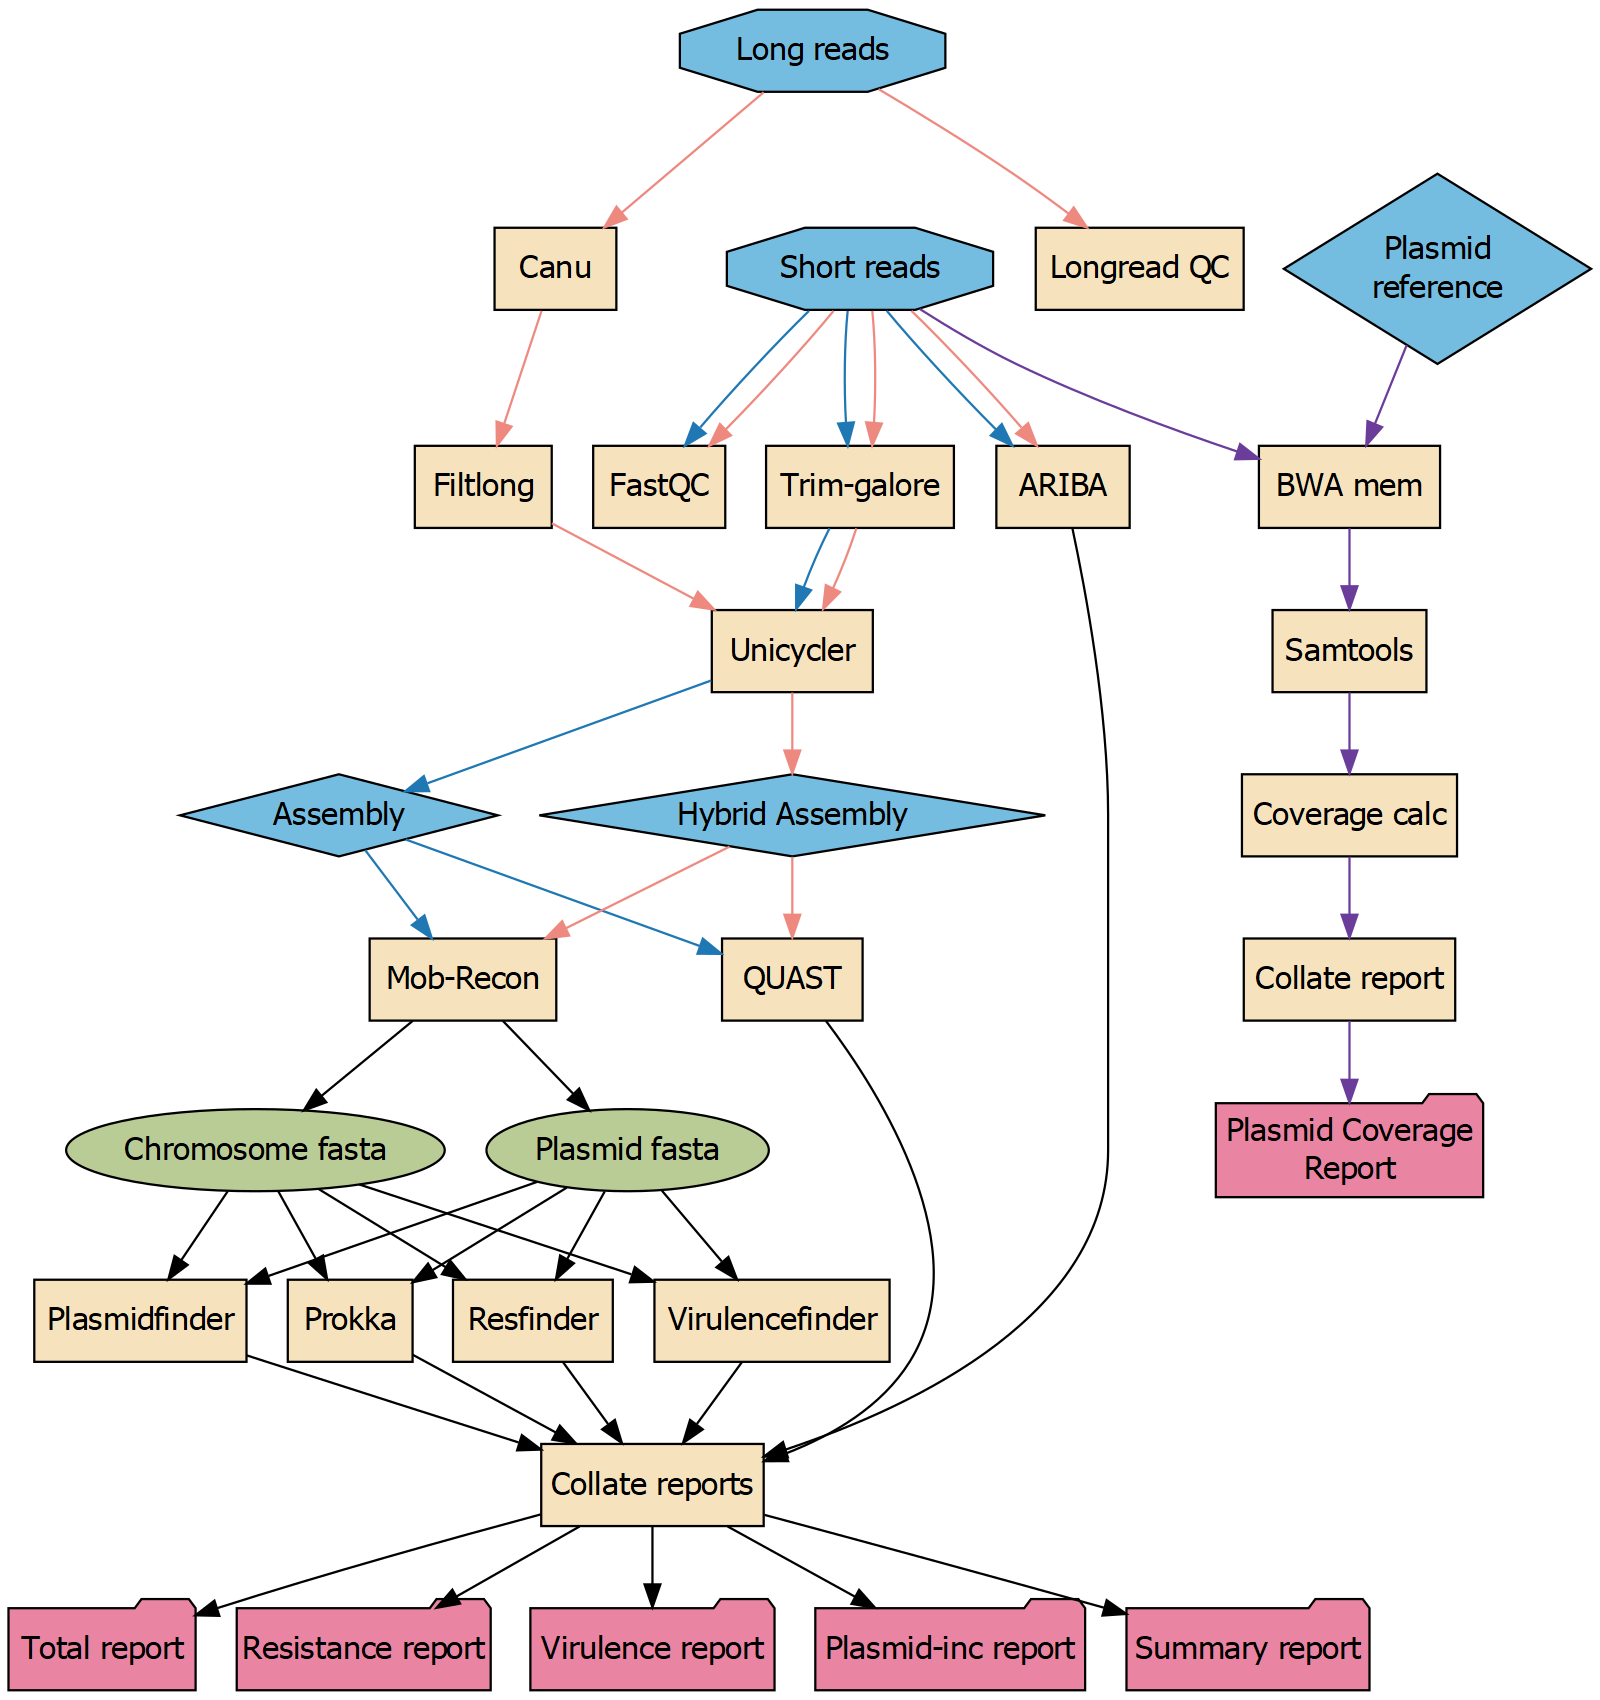 Long reads
Canu
Short reads
Longread QC
Plasmid
reference
Filtlong
FastQC
Trim-galore
ARIBA
BWA mem
Unicycler
Samtools
Assembly
Hybrid Assembly
Coverage calc
Mob-Recon
QUAST
Collate report
Chromosome fasta
Plasmid fasta
Plasmid Coverage
Report
Plasmidfinder
Prokka
Resfinder
Virulencefinder
Collate reports
Total report
Resistance report
Virulence report
Plasmid-inc report
Summary report